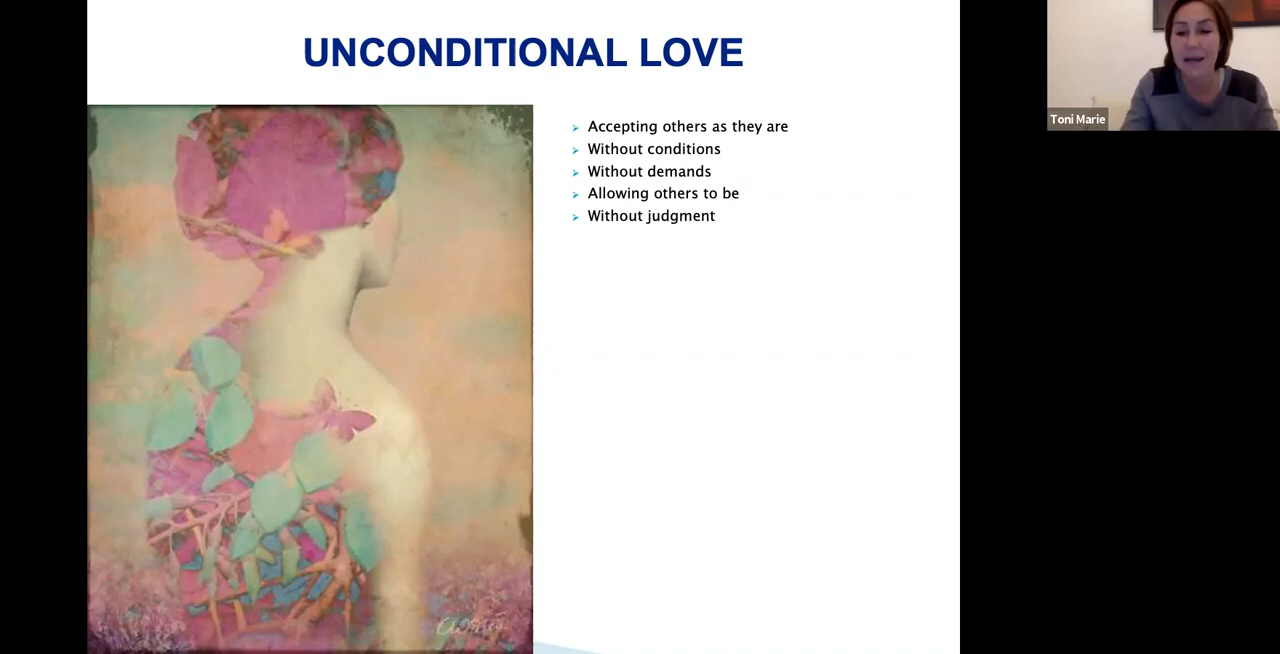 UNCONDITIONAL LOVE
Accepting others as they are
Without conditions
Without demands
Allowing others to be
Without judgment
Toni Marie